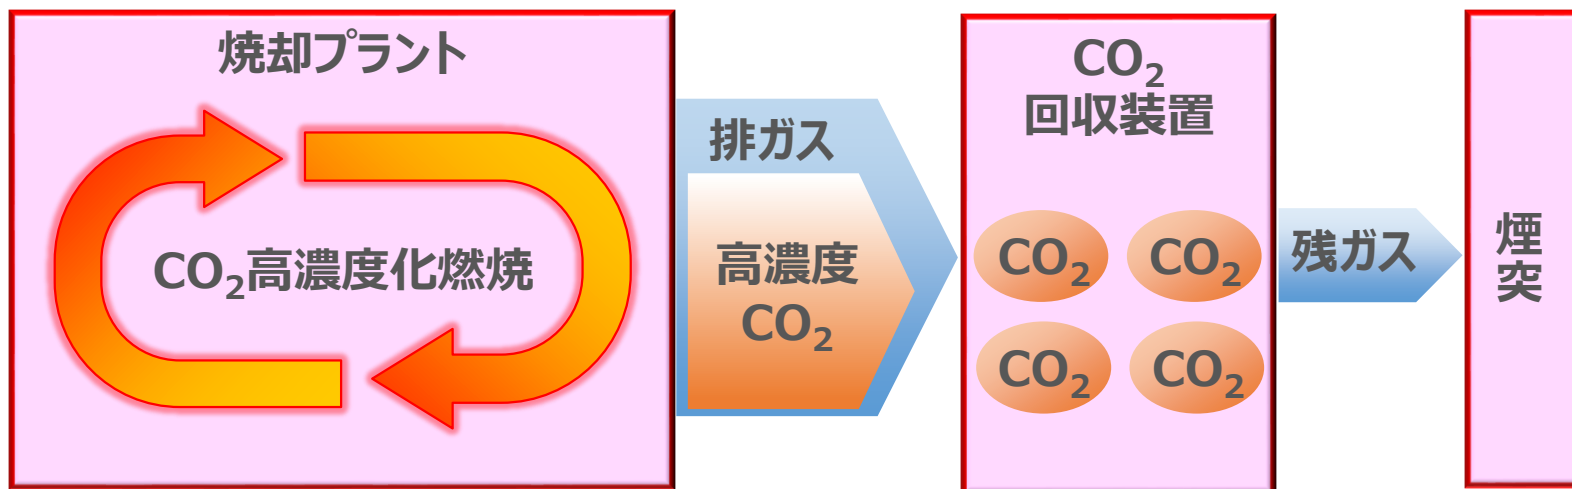 焼却プラント
CO₂高濃度化燃焼
排ガス
高濃度
CO₂
CO₂
回収装置
CO₂
CO₂
CO₂
CO₂
残ガス
煙突